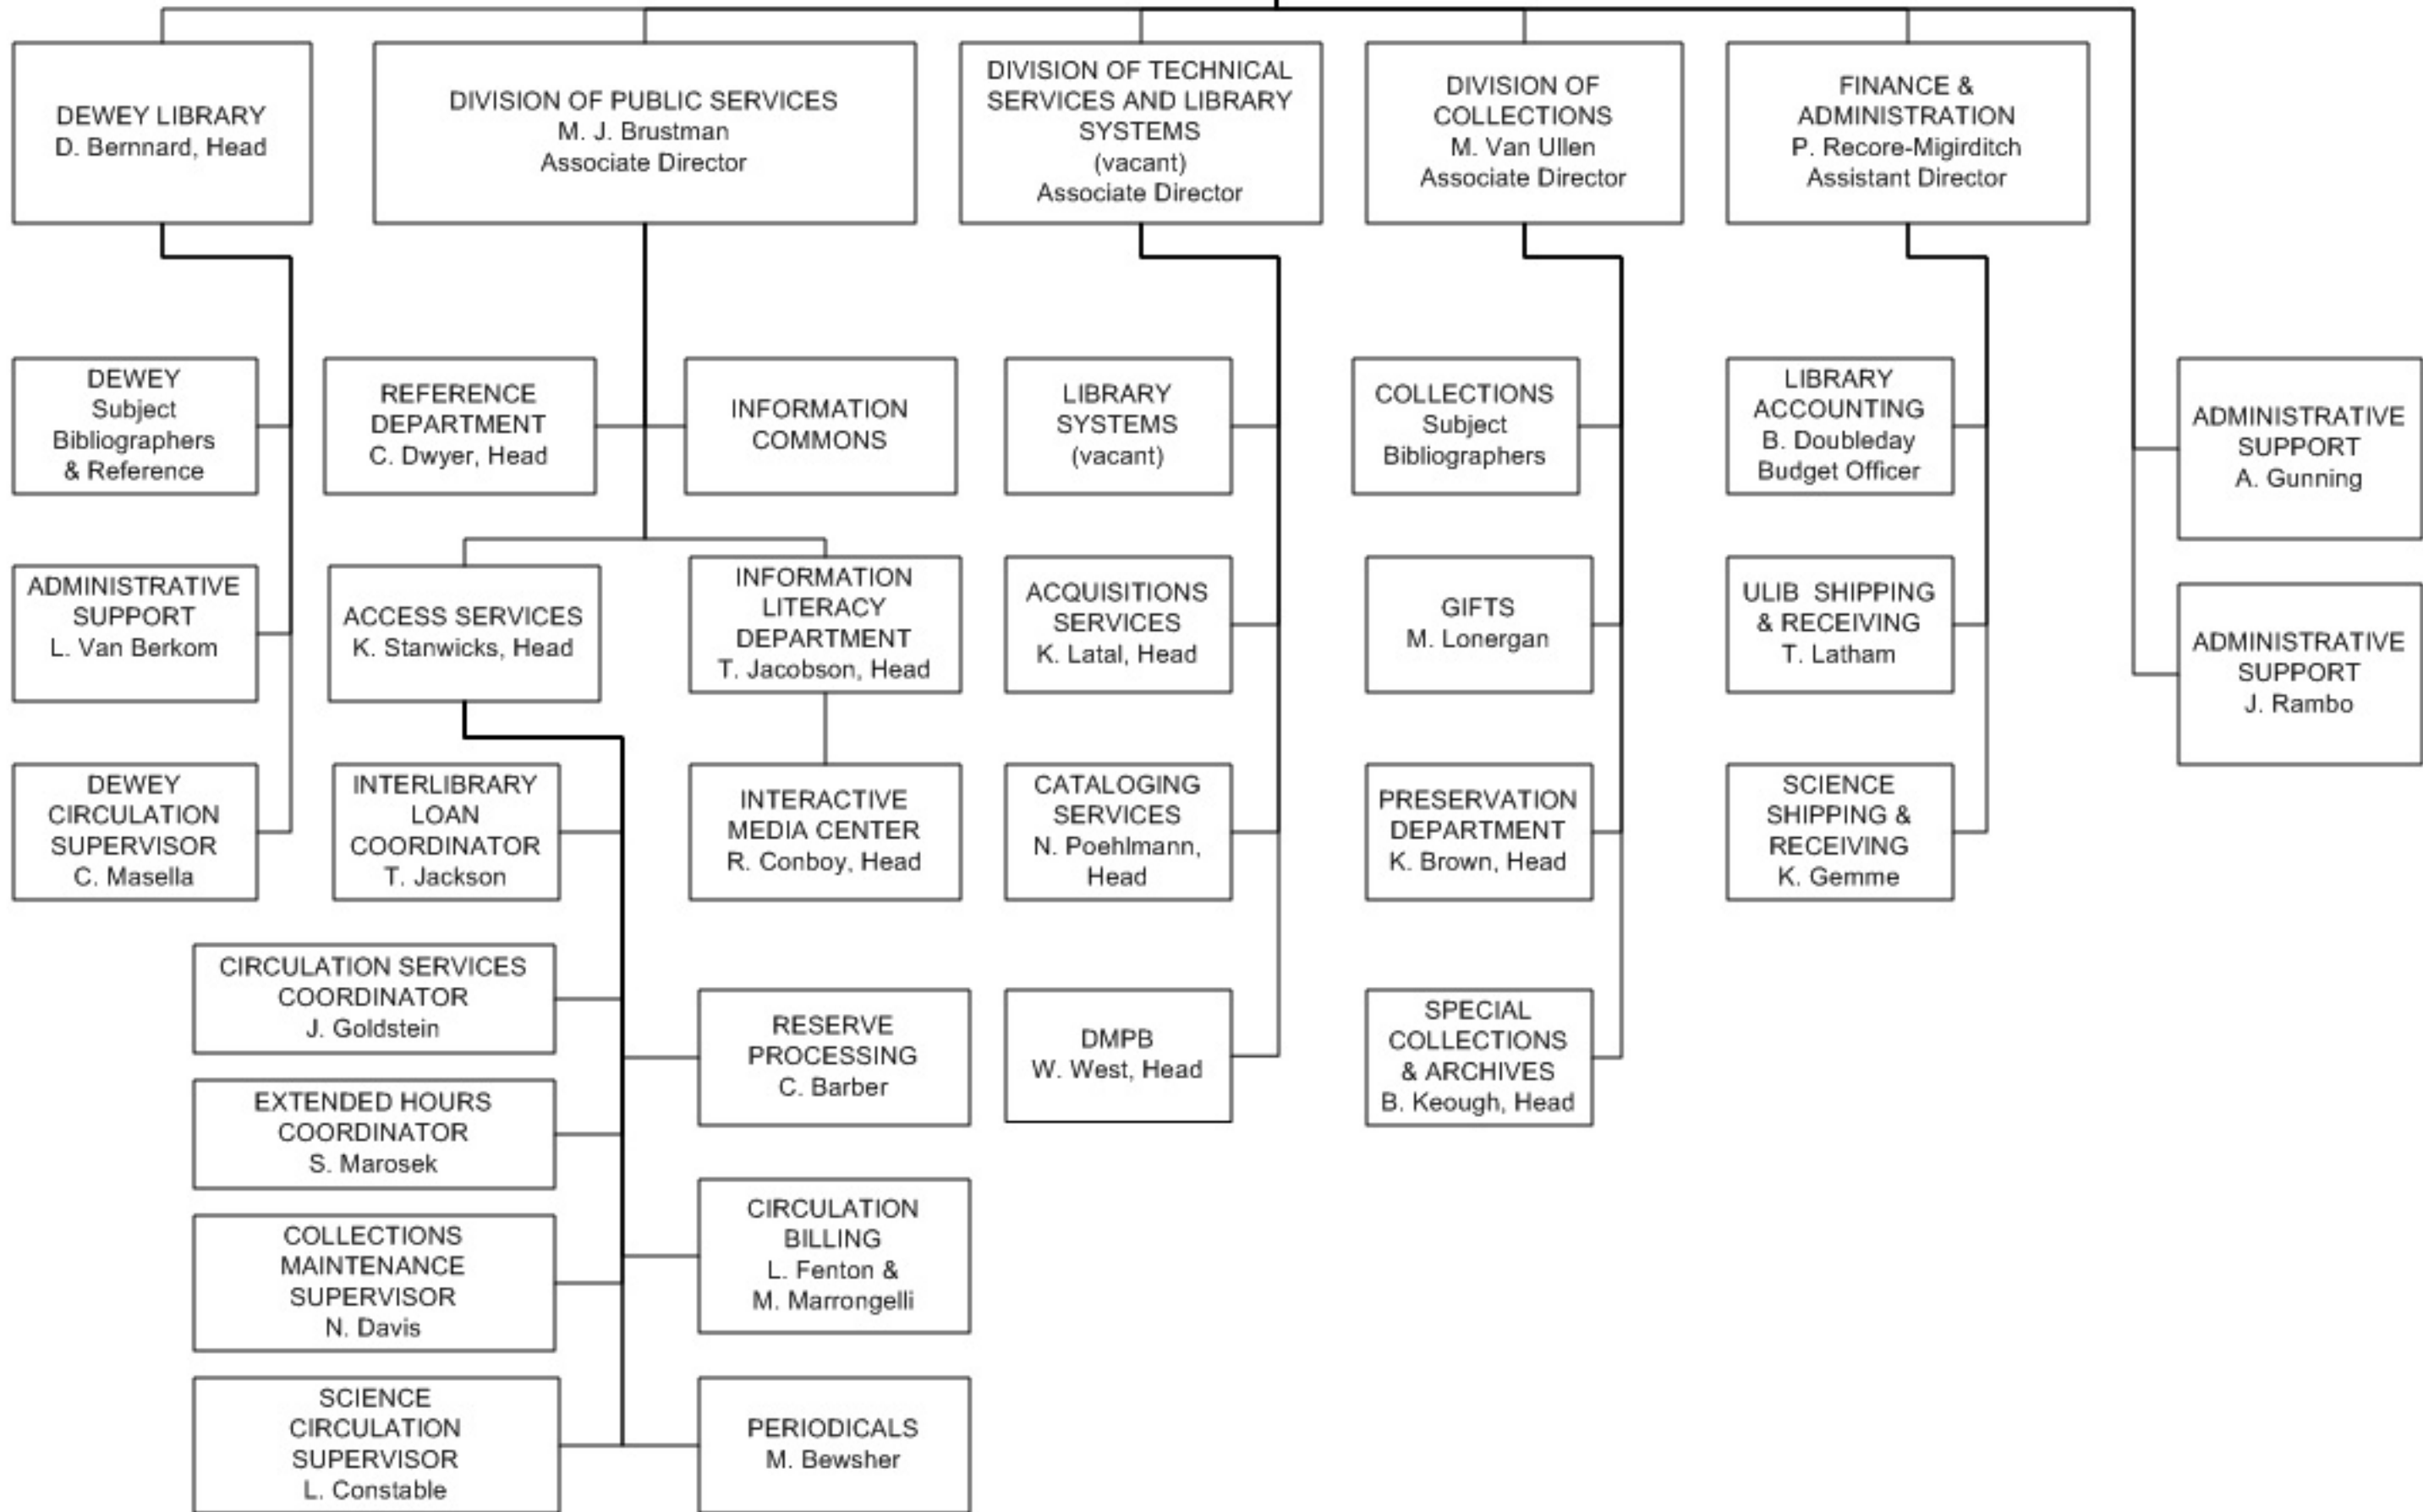 DEWEY LIBRARY
D. Bernnard, Head
DIVISION OF PUBLIC SERVICES
M. J. Brustman
Associate Director
DIVISION OF TECHNICAL
SERVICES AND LIBRARY
SYSTEMS
(vacant)
Associate Director
DIVISION OF
COLLECTIONS
M. Van Ullen
Associate Director
FINANCE &
ADMINISTRATION
P. Recore-Migirditch
Assistant Director
DEWEY
Subject
Bibliographers
& Reference
REFERENCE
DEPARTMENT
C. Dwyer, Head
INFORMATION
COMMONS
LIBRARY
SYSTEMS
(vacant)
COLLECTIONS
Subject
Bibliographers
LIBRARY
ACCOUNTING
B. Doubleday
Budget Officer
ADMINISTRATIVE
SUPPORT
A. Gunning
ADMINISTRATIVE
SUPPORT
L. Van Berkom
ACCESS SERVICES
K. Stanwicks, Head
INFORMATION
LITERACY
DEPARTMENT
T. Jacobson, Head
ACQUISITIONS
SERVICES
K. Latal, Head
GIFTS
M. Lonergan
ULIB SHIPPING
& RECEIVING
T. Latham
ADMINISTRATIVE
SUPPORT
J. Rambo
DEWEY
CIRCULATION
SUPERVISOR
C. Masella
INTERLIBRARY
LOAN
COORDINATOR
T. Jackson
INTERACTIVE
MEDIA CENTER
R. Conboy, Head
CATALOGING
SERVICES
N. Poehlmann,
Head
PRESERVATION
DEPARTMENT
K. Brown, Head
SCIENCE
SHIPPING &
RECEIVING
K. Gemme
CIRCULATION SERVICES
COORDINATOR
J. Goldstein
RESERVE
PROCESSING
C. Barber
DMPB
W. West, Head
SPECIAL
COLLECTIONS
& ARCHIVES
B. Keough, Head
EXTENDED HOURS
COORDINATOR
S. Marosek
CIRCULATION
BILLING
L. Fenton &
M. Marrongelli
COLLECTIONS
MAINTENANCE
SUPERVISOR
N. Davis
SCIENCE
CIRCULATION
SUPERVISOR
L. Constable
PERIODICALS
M. Bewsher